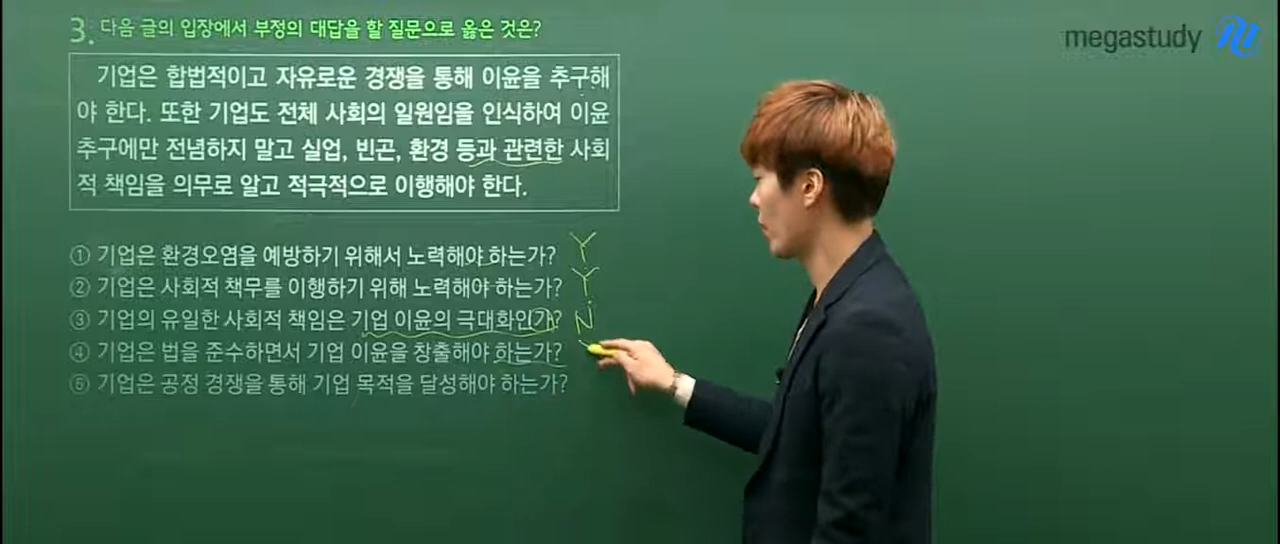 3. 다음 글의 입장에서 부정의 대답을 할 질문으로 옳은 것은?
megastudy
기업은 합법적이고 자유로운 경쟁을 통해 이윤을 추구해
야 한다. 또한 기업도 전체 사회의 일원임을 인식하여 이윤
추구에만 전념하지 말고 실업, 빈곤, 환경 등과 관련한 사회
적 책임을 의무로 알고 적극적으로 이행해야 한다.
① 기업은 환경오염을 예방하기 위해서 노력해야 하는가? Y
② 기업은 사회적 책무를 이행하기 위해 노력해야 하는가? Y
③ 기업의 유일한 사회적 책임은 기업 이윤의 극대화인가? N
④ 기업은 법을 준수하면서 기업 이윤을 창출해야 하는가?
⑤ 기업은 공정 경쟁을 통해 기업 목적을 달성해야 하는가?